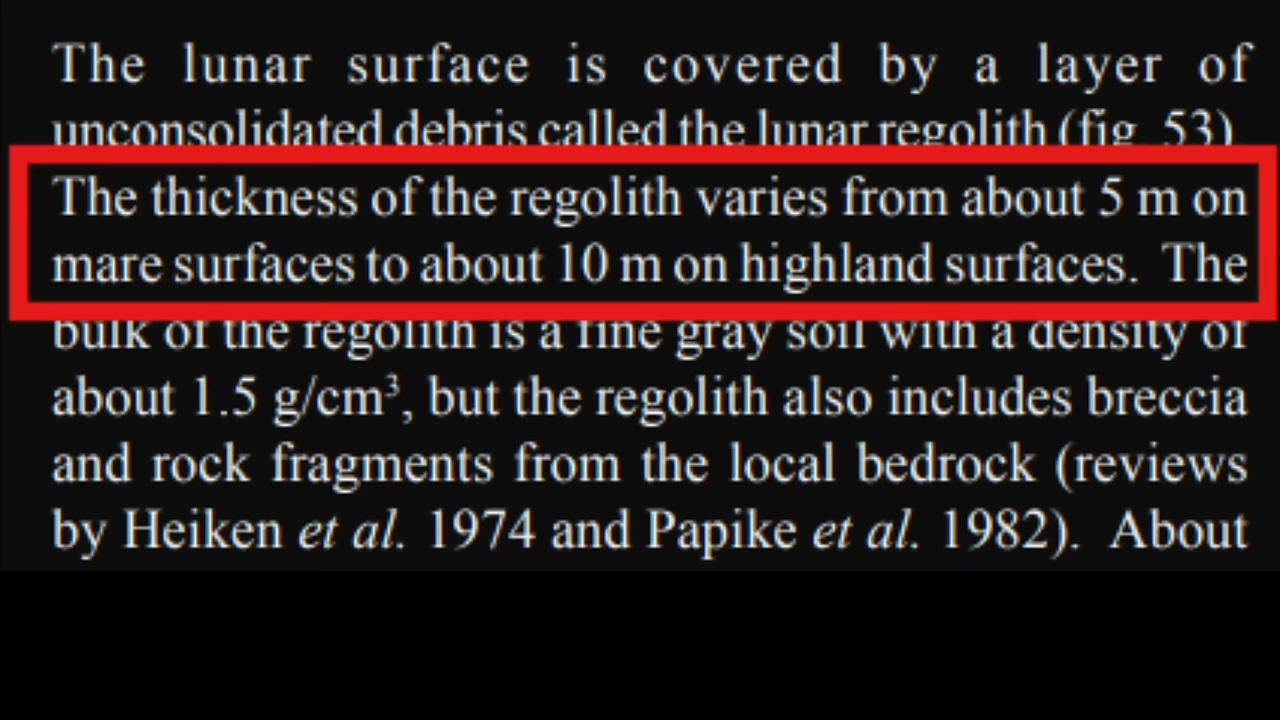 The lunar surface is covered by a layer of
unconsolidated debris called the lunar regolith (fig. 53)
The thickness of the regolith varies from about 5 m on
mare surfaces to about 10 m on highland surfaces. The
bulk of the regolith is a fine gray soil with a density of
about 1.5 g/cm³, but the regolith also includes breccia
and rock fragments from the local bedrock (reviews
by Heiken et al. 1974 and Papike et al. 1982). About